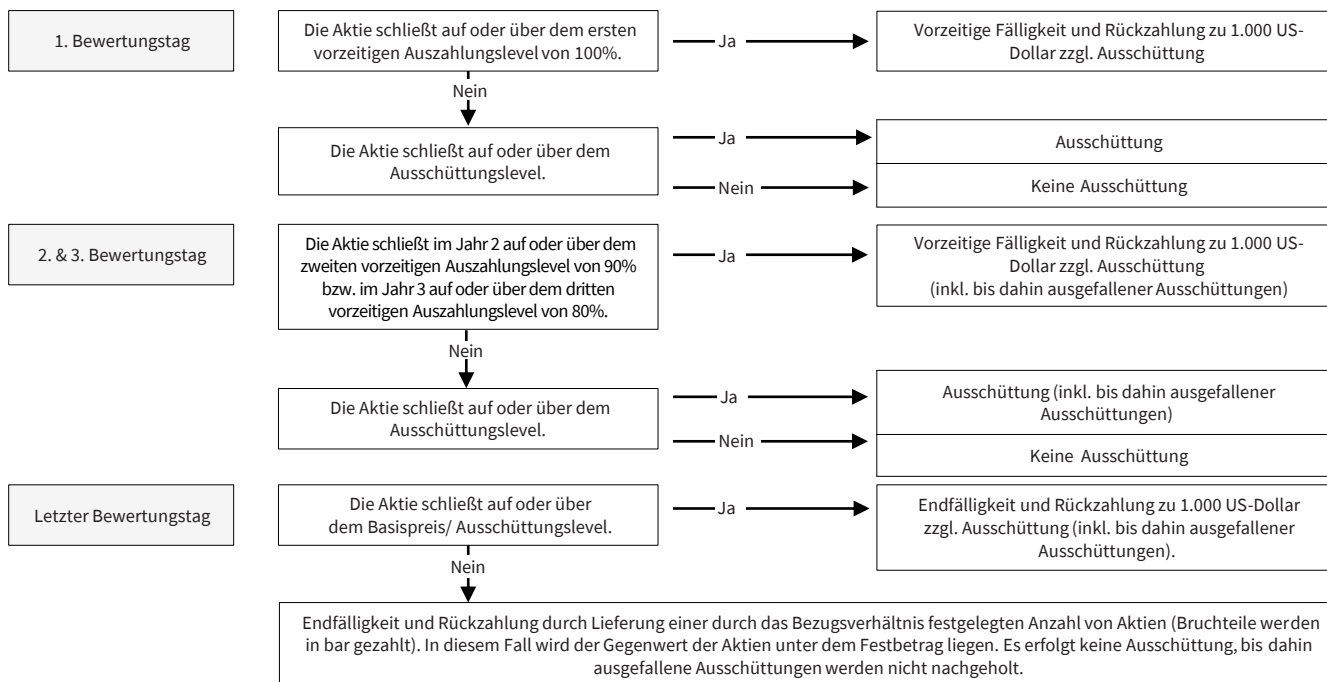 1. Bewertungstag
Die Aktie schließt auf oder über dem ersten
vorzeitigen Auszahlungslevel von 100%.
Ja
Vorzeitige Fälligkeit und Rückzahlung zu 1.000 US-
Dollar zzgl. Ausschüttung
Nein
Die Aktie schließt auf oder über dem
Ausschüttungslevel.
Ja
Ausschüttung
Nein
Keine Ausschüttung
2. & 3. Bewertungstag
Die Aktie schließt im Jahr 2 auf oder über dem
zweiten vorzeitigen Auszahlungslevel von 90%
bzw. im Jahr 3 auf oder über dem dritten
vorzeitigen Auszahlungslevel von 80%.
Ja
Vorzeitige Fälligkeit und Rückzahlung zu 1.000 US-
Dollar zzgl. Ausschüttung
(inkl. bis dahin ausgefallener Ausschüttungen)
Nein
Die Aktie schließt auf oder über dem
Ausschüttungslevel.
Ja
Ausschüttung (inkl. bis dahin ausgefallener
Ausschüttungen)
Nein
Keine Ausschüttung
Letzter Bewertungstag
Die Aktie schließt auf oder über
dem Basispreis/ Ausschüttungslevel.
Ja
Endfälligkeit und Rückzahlung zu 1.000 US-Dollar
zzgl. Ausschüttung (inkl. bis dahin ausgefallener
Ausschüttungen).
Nein
Endfälligkeit und Rückzahlung durch Lieferung einer durch das Bezugsverhältnis festgelegten Anzahl von Aktien (Bruchteile werden
in bar gezahlt). In diesem Fall wird der Gegenwert der Aktien unter dem Festbetrag liegen. Es erfolgt keine Ausschüttung, bis dahin
ausgefallene Ausschüttungen werden nicht nachgeholt.